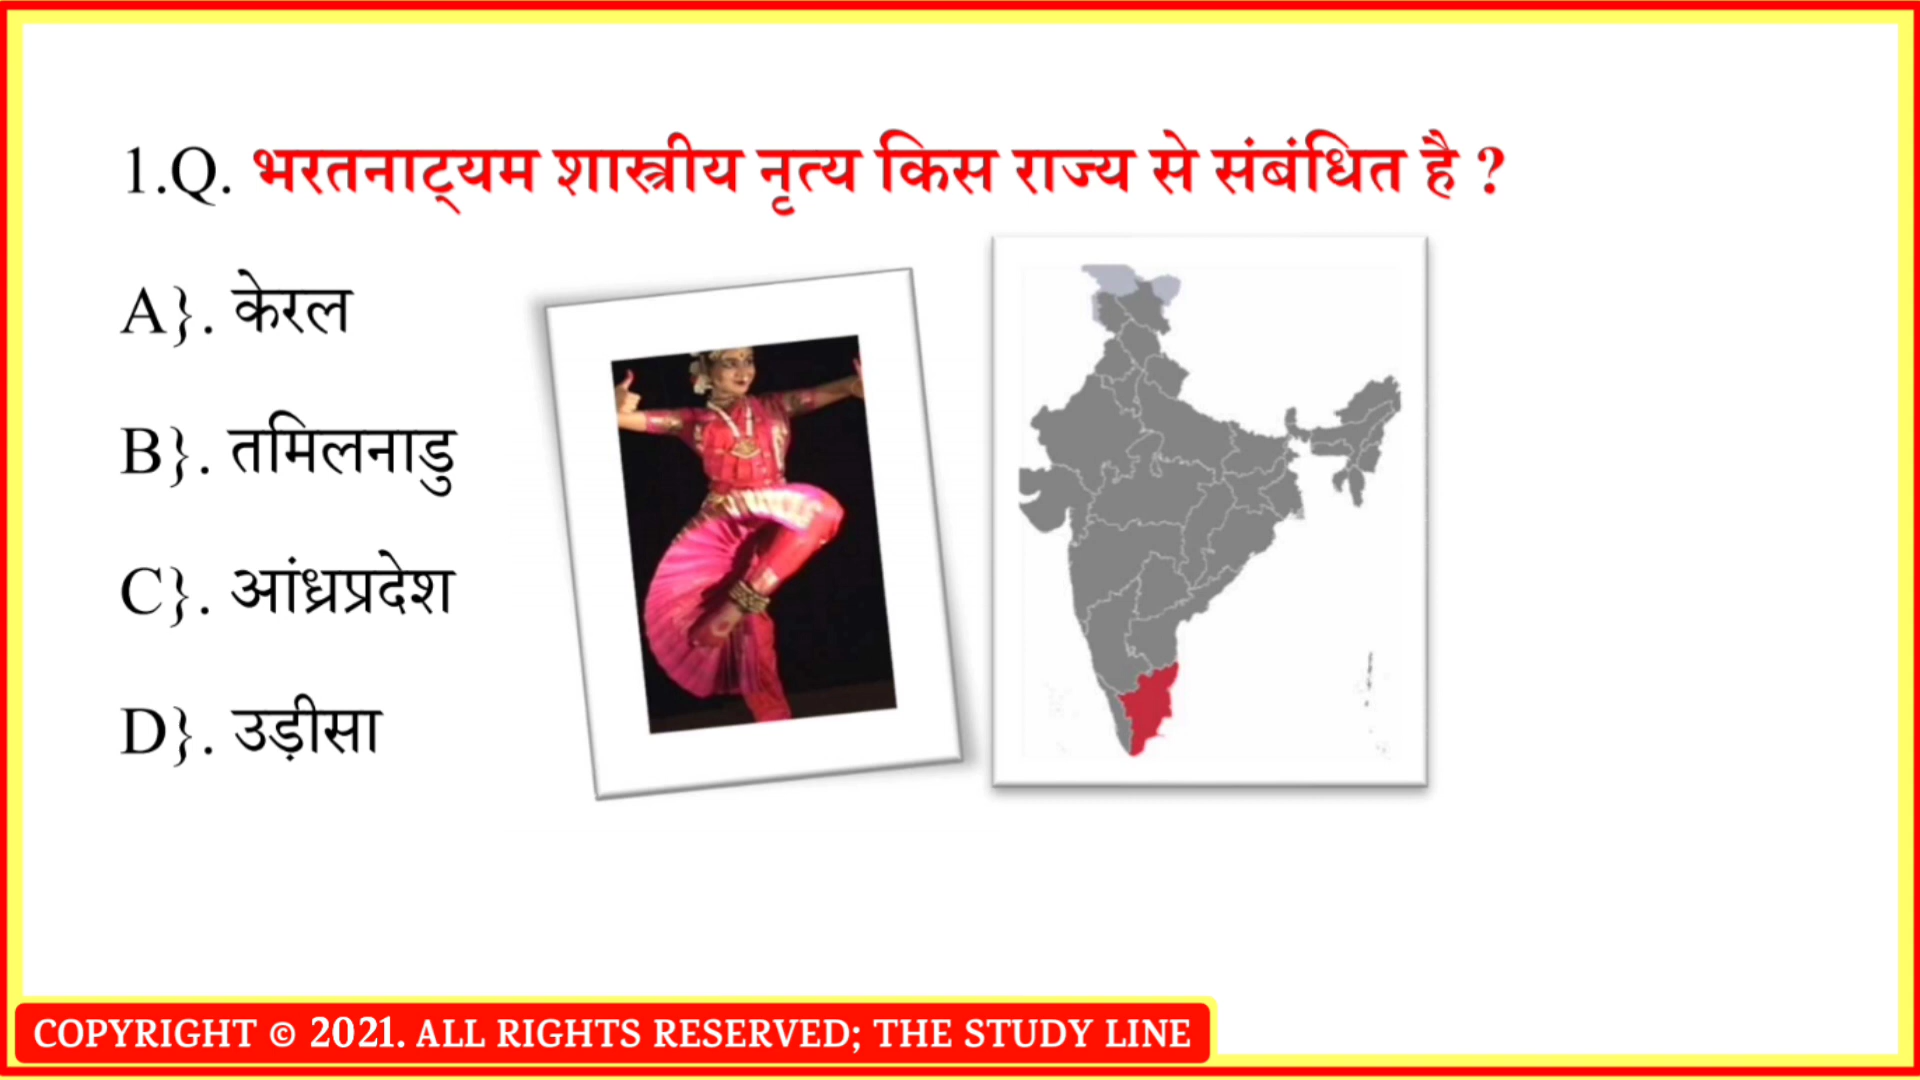 1.Q. भरतनाट्यम शास्त्रीय नृत्य किस राज्य से संबंधित है ?
A}. केरल
B}. तमिलनाडु
C}. आंध्रप्रदेश
D}. उड़ीसा
COPYRIGHT © 2021. ALL RIGHTS RESERVED; THE STUDY LINE